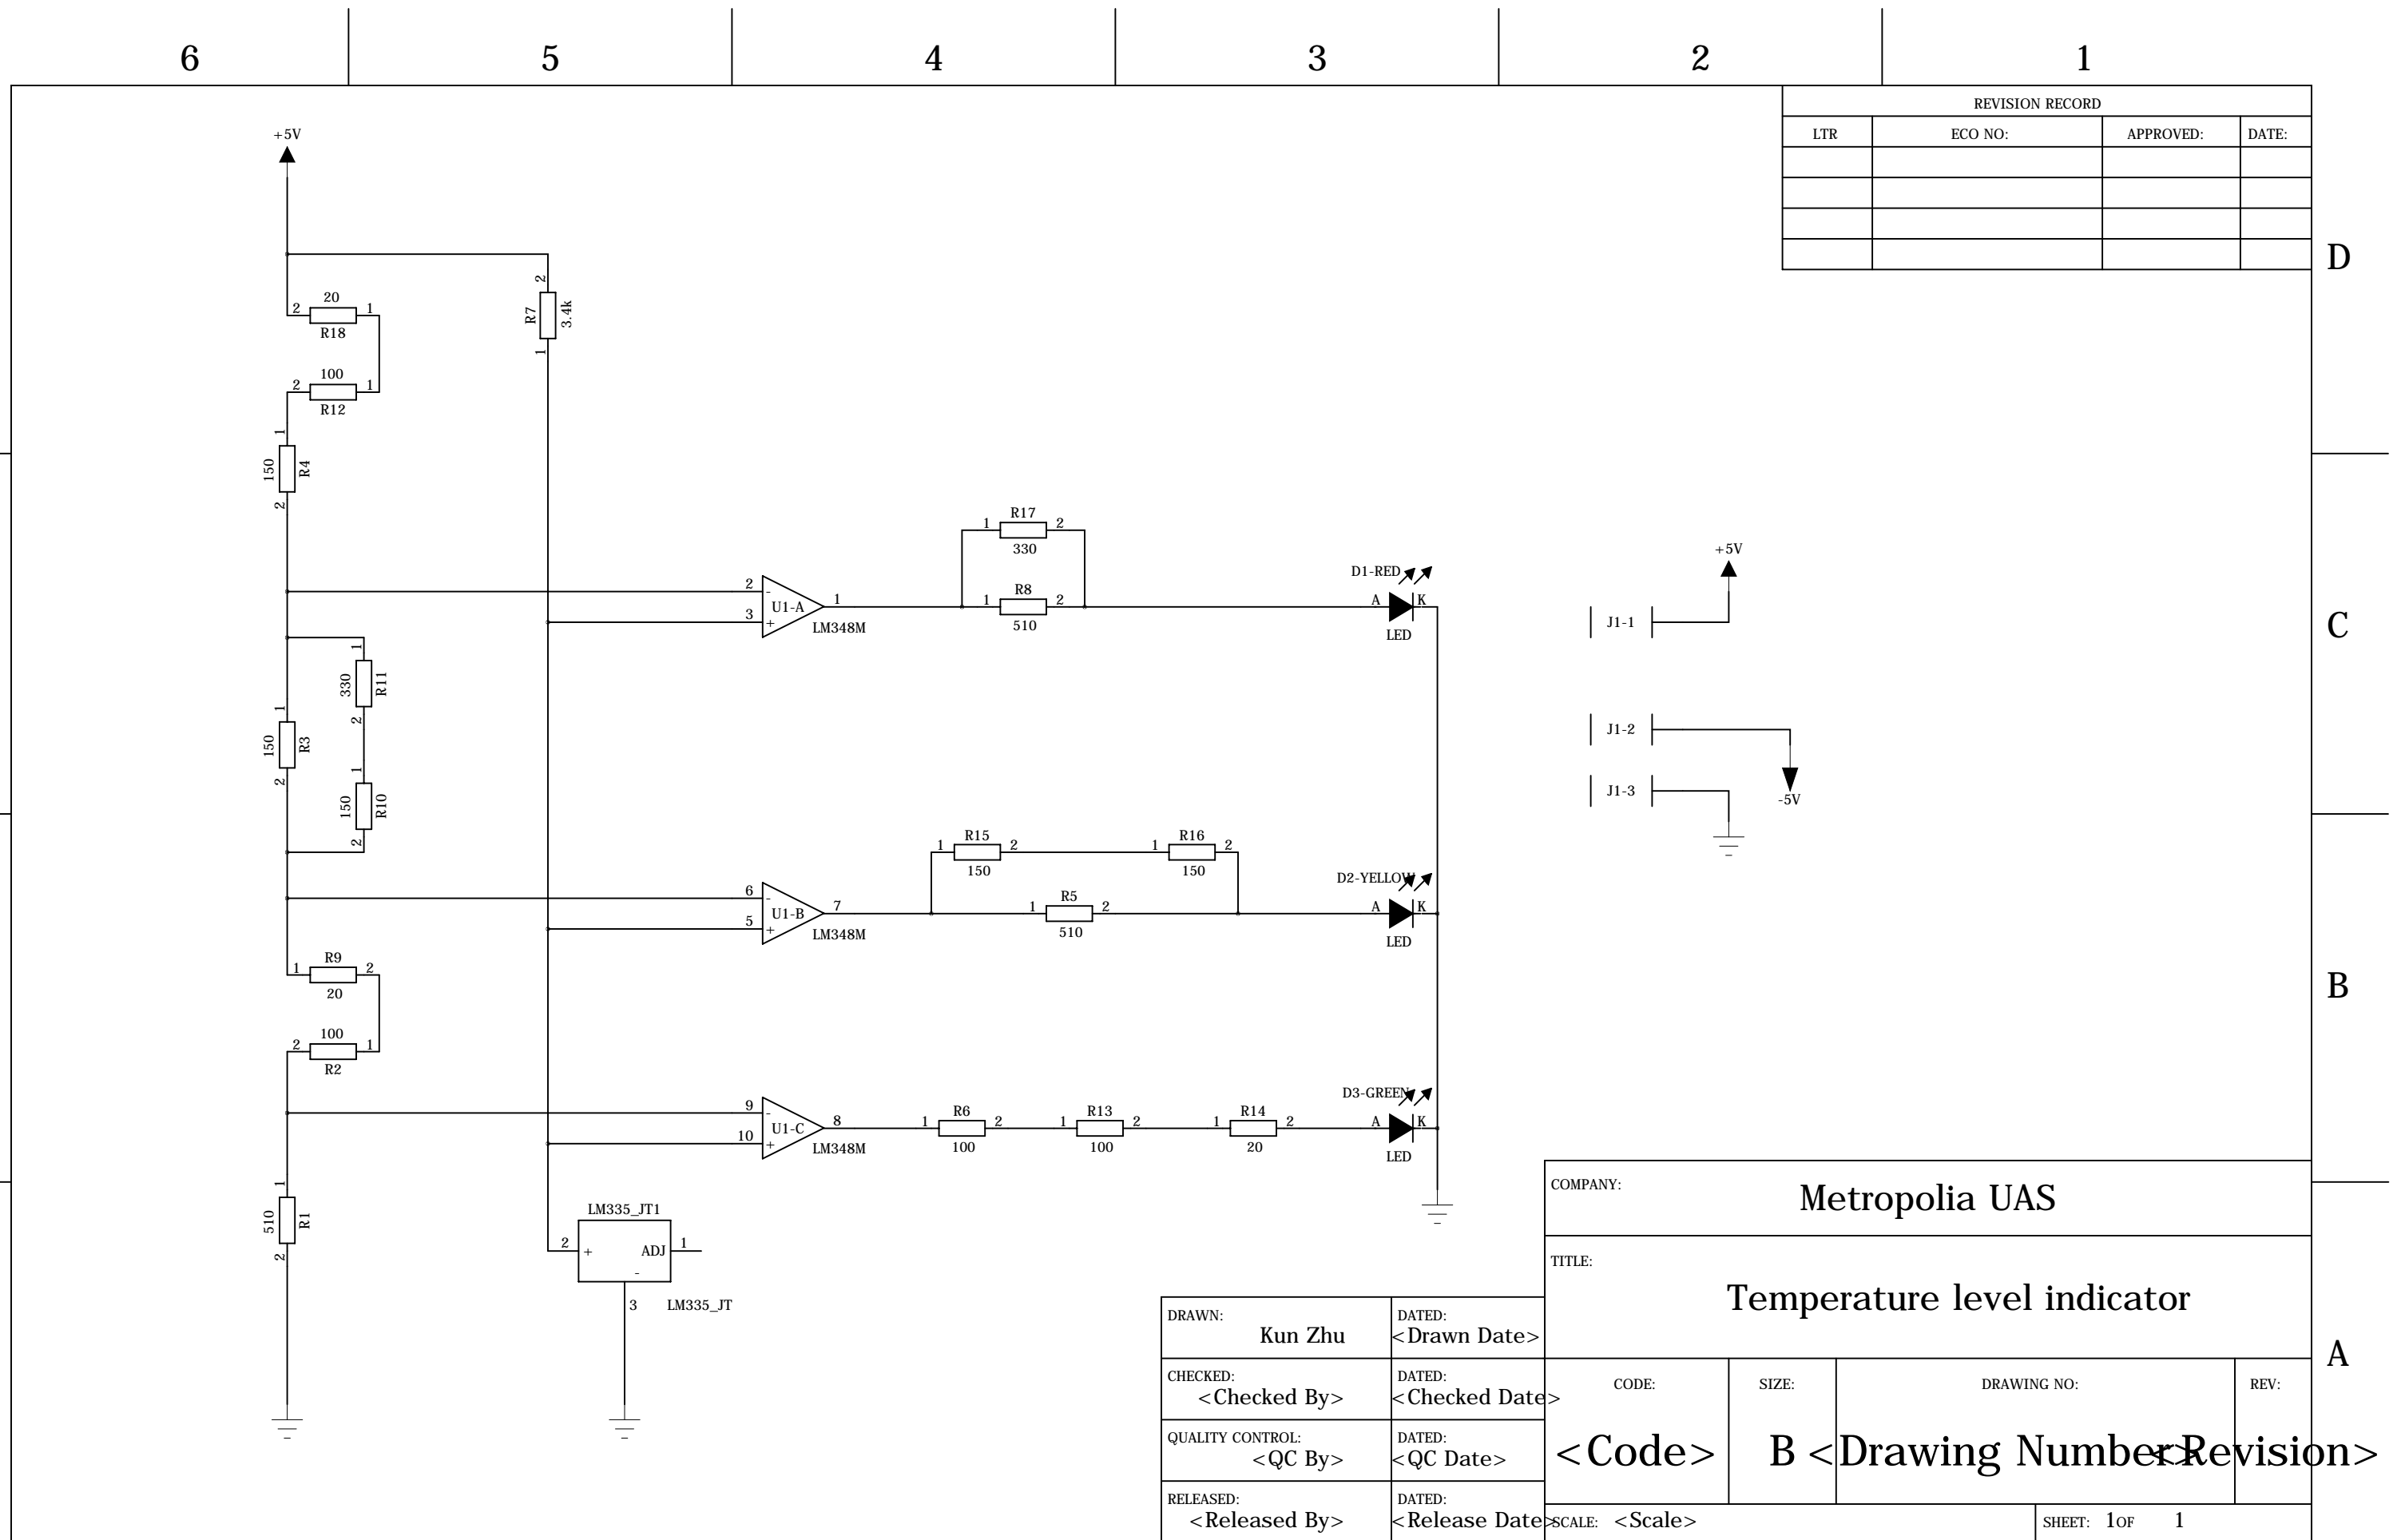 6 5 4 3 2 1
REVISION RECORD
LTR ECO NO: APPROVED: DATE:
D
+5V
2 20 1
R18
2 100 1
R12
1
150 R4
2
2
R7 3.4k
1
R17
1 2
330
2 - U1-A 1
3 +
LM348M
R8
1 2
510
D1-RED
A K
LED
+5V
J1-1
C
1
330 R11
2
1
150 R3
2
1
150 R10
2
J1-2
J1-3
-5V
R15
1 2
150
R16
1 2
150
6 - U1-B 7
5 +
LM348M
R5
1 2
510
D2-YELLOW
A K
LED
R9
1 2
20
B
100
2 1
R2
9 - U1-C 8
10 +
LM348M
R6
1 2
100
R13
1 2
100
R14
1 2
20
D3-GREEN
A K
LED
1
510 R1
2
LM335_JT1
2 + ADJ 1
-
3 LM335_JT
COMPANY:
Metropolia UAS
TITLE:
Temperature level indicator
A
DRAWN: DATED:
Kun Zhu <Drawn Date>
CHECKED: DATED:
<Checked By> <Checked Date>
QUALITY CONTROL: DATED:
<QC By> <QC Date>
RELEASED: DATED:
<Released By> <Release Date>
CODE: SIZE: DRAWING NO: REV:
<Code> B <Drawing Number> <Revision>
SCALE: <Scale> SHEET: 1 OF 1